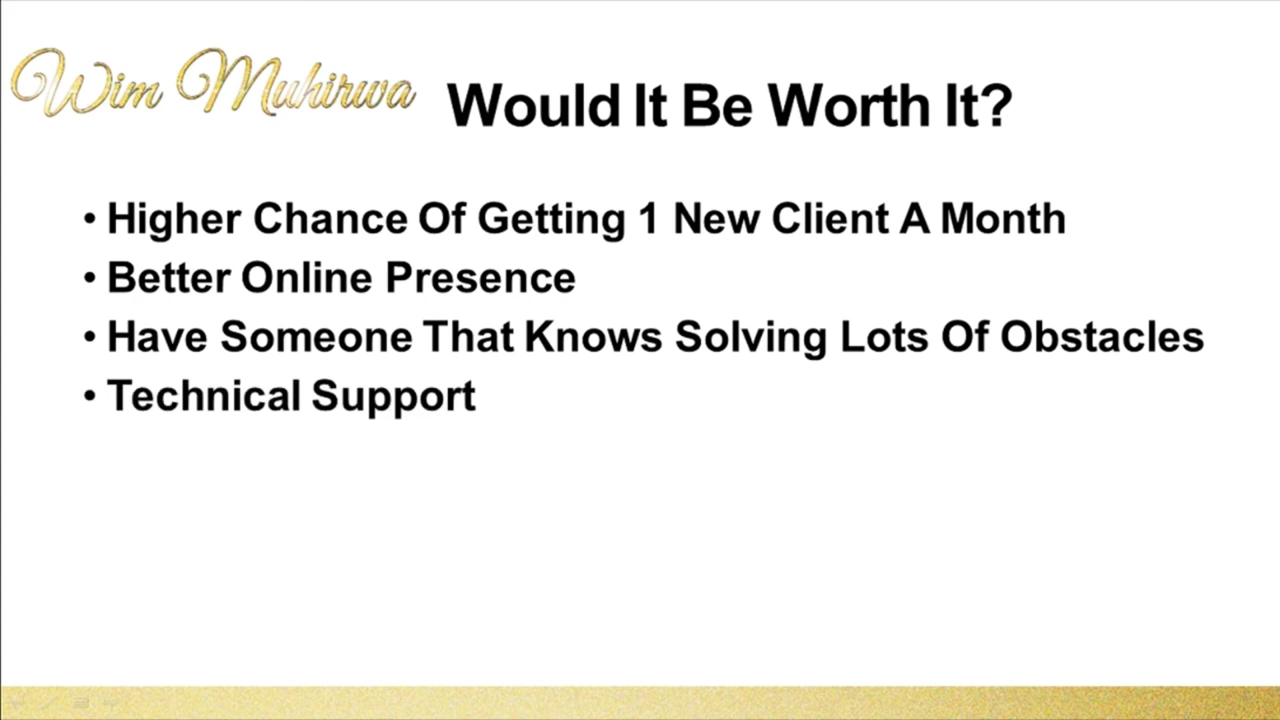 Wim Muhirwa
Would It Be Worth It?
• Higher Chance Of Getting 1 New Client A Month
• Better Online Presence
• Have Someone That Knows Solving Lots Of Obstacles
• Technical Support